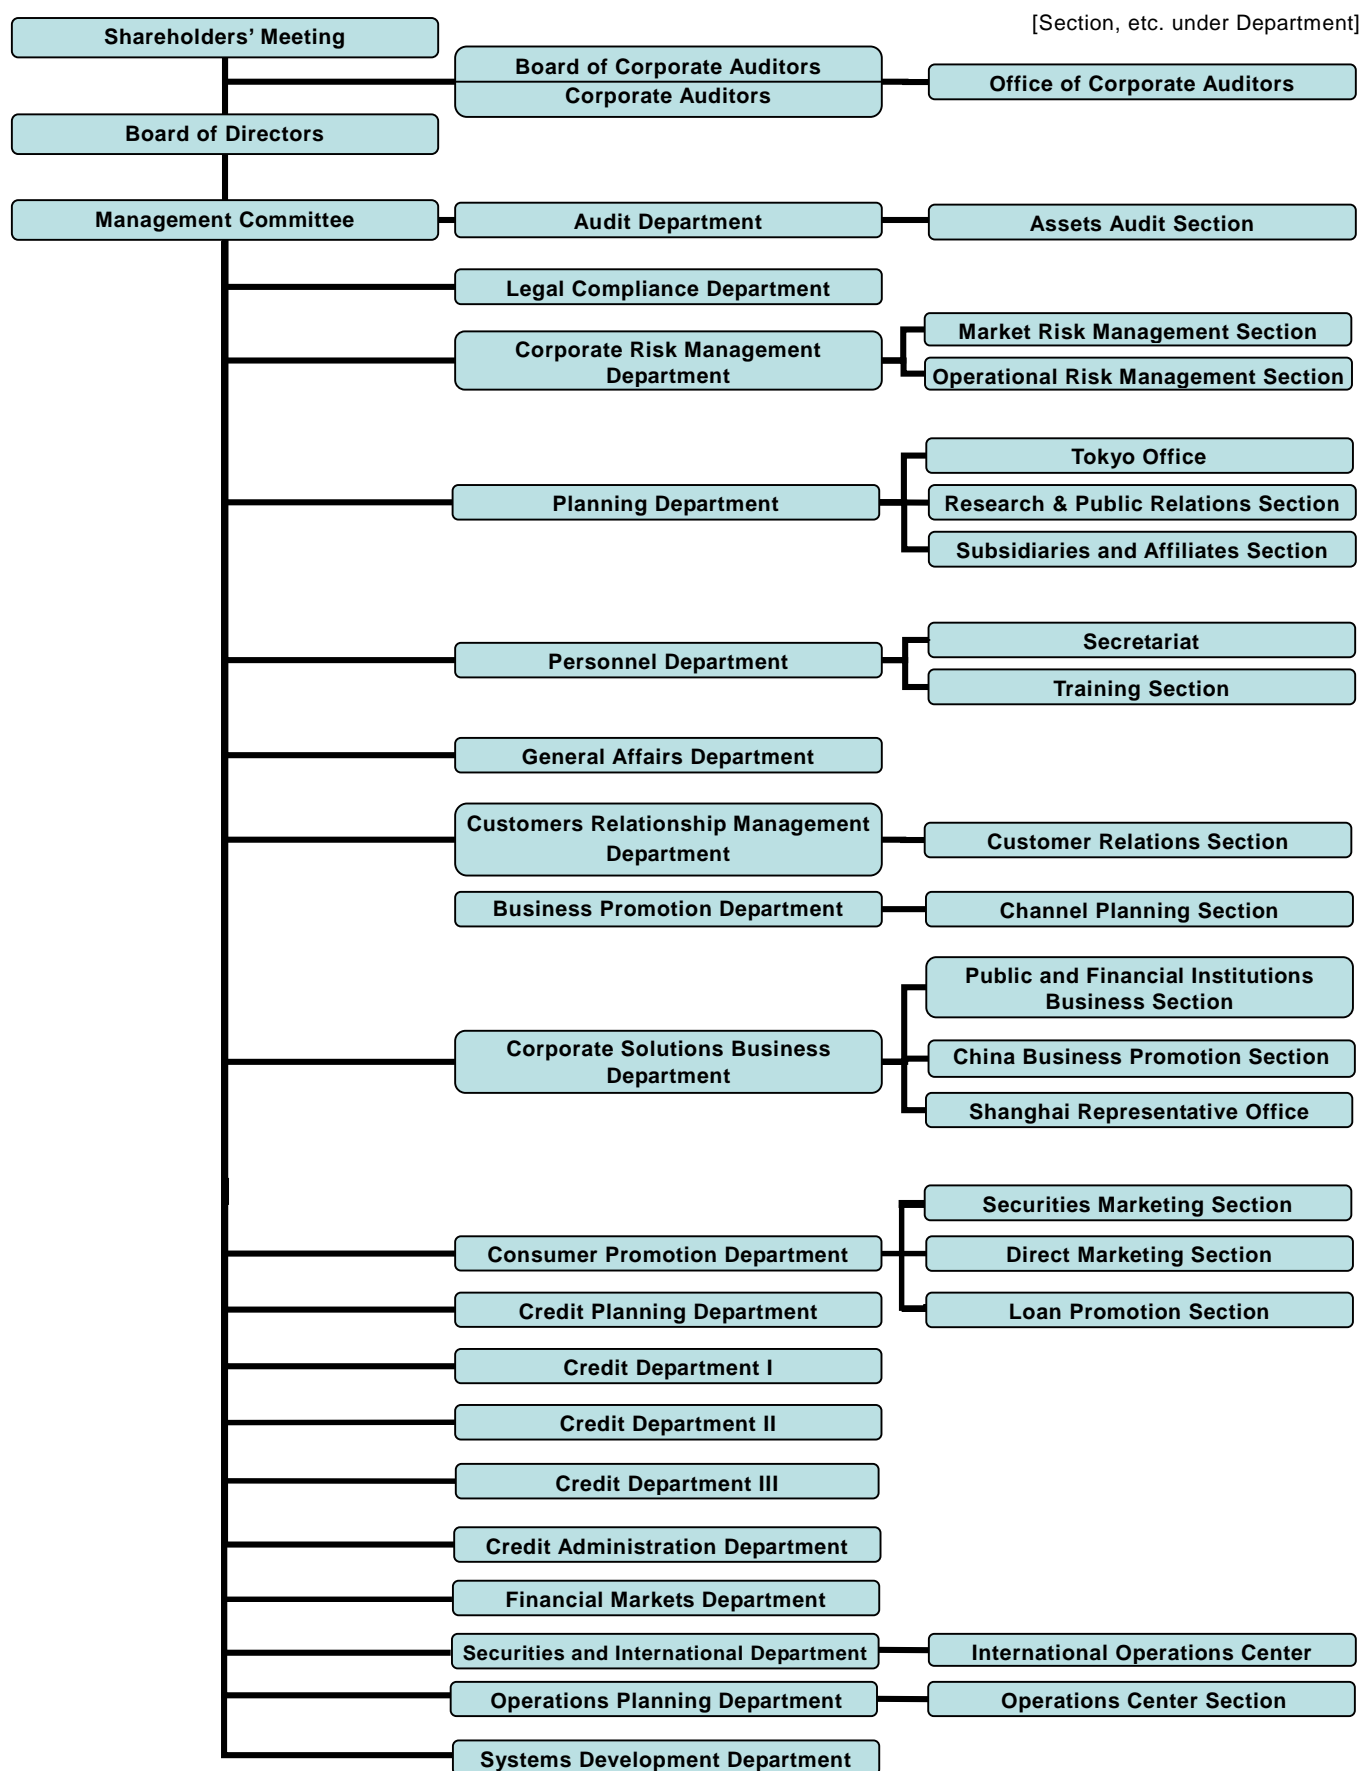 [Section, etc. under Department]
Shareholders’ Meeting
Board of Corporate Auditors
Corporate Auditors
Office of Corporate Auditors
Board of Directors
Management Committee
Audit Department
Assets Audit Section
Legal Compliance Department
Corporate Risk Management
Department
Market Risk Management Section
Operational Risk Management Section
Planning Department
Tokyo Office
Research & Public Relations Section
Subsidiaries and Affiliates Section
Personnel Department
Secretariat
Training Section
General Affairs Department
Customers Relationship Management
Department
Customer Relations Section
Business Promotion Department
Channel Planning Section
Corporate Solutions Business
Department
Public and Financial Institutions
Business Section
China Business Promotion Section
Shanghai Representative Office
Consumer Promotion Department
Securities Marketing Section
Direct Marketing Section
Loan Promotion Section
Credit Planning Department
Credit Department I
Credit Department II
Credit Department III
Credit Administration Department
Financial Markets Department
Securities and International Department
International Operations Center
Operations Planning Department
Operations Center Section
Systems Development Department